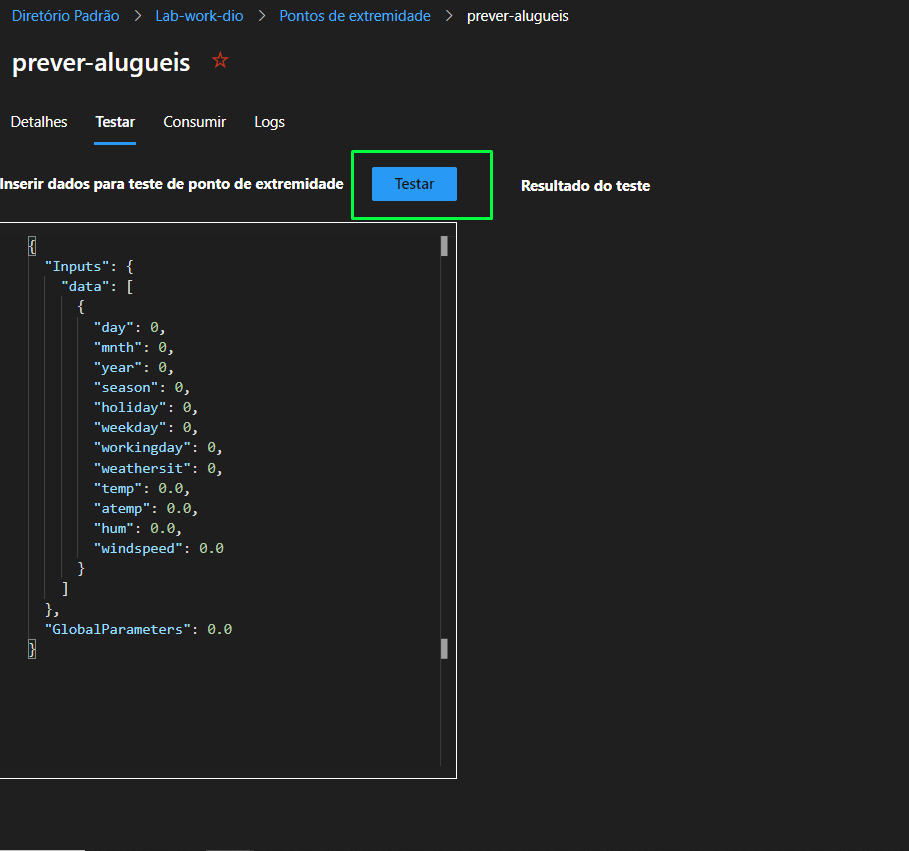 Diretório Padrão > Lab-work-dio > Pontos de extremidade > prever-alugueis
prever-alugueis
Detalhes Testar Consumir Logs
Inserir dados para teste de ponto de extremidade Testar Resultado do teste
{
"Inputs": {
"data": [
{
"day": 0,
"mnth": 0,
"year": 0,
"season": 0,
"holiday": 0,
"weekday": 0,
"workingday": 0,
"weathersit": 0,
"temp": 0.0,
"atemp": 0.0,
"hum": 0.0,
"windspeed": 0.0
}
]
},
"GlobalParameters": 0.0
}